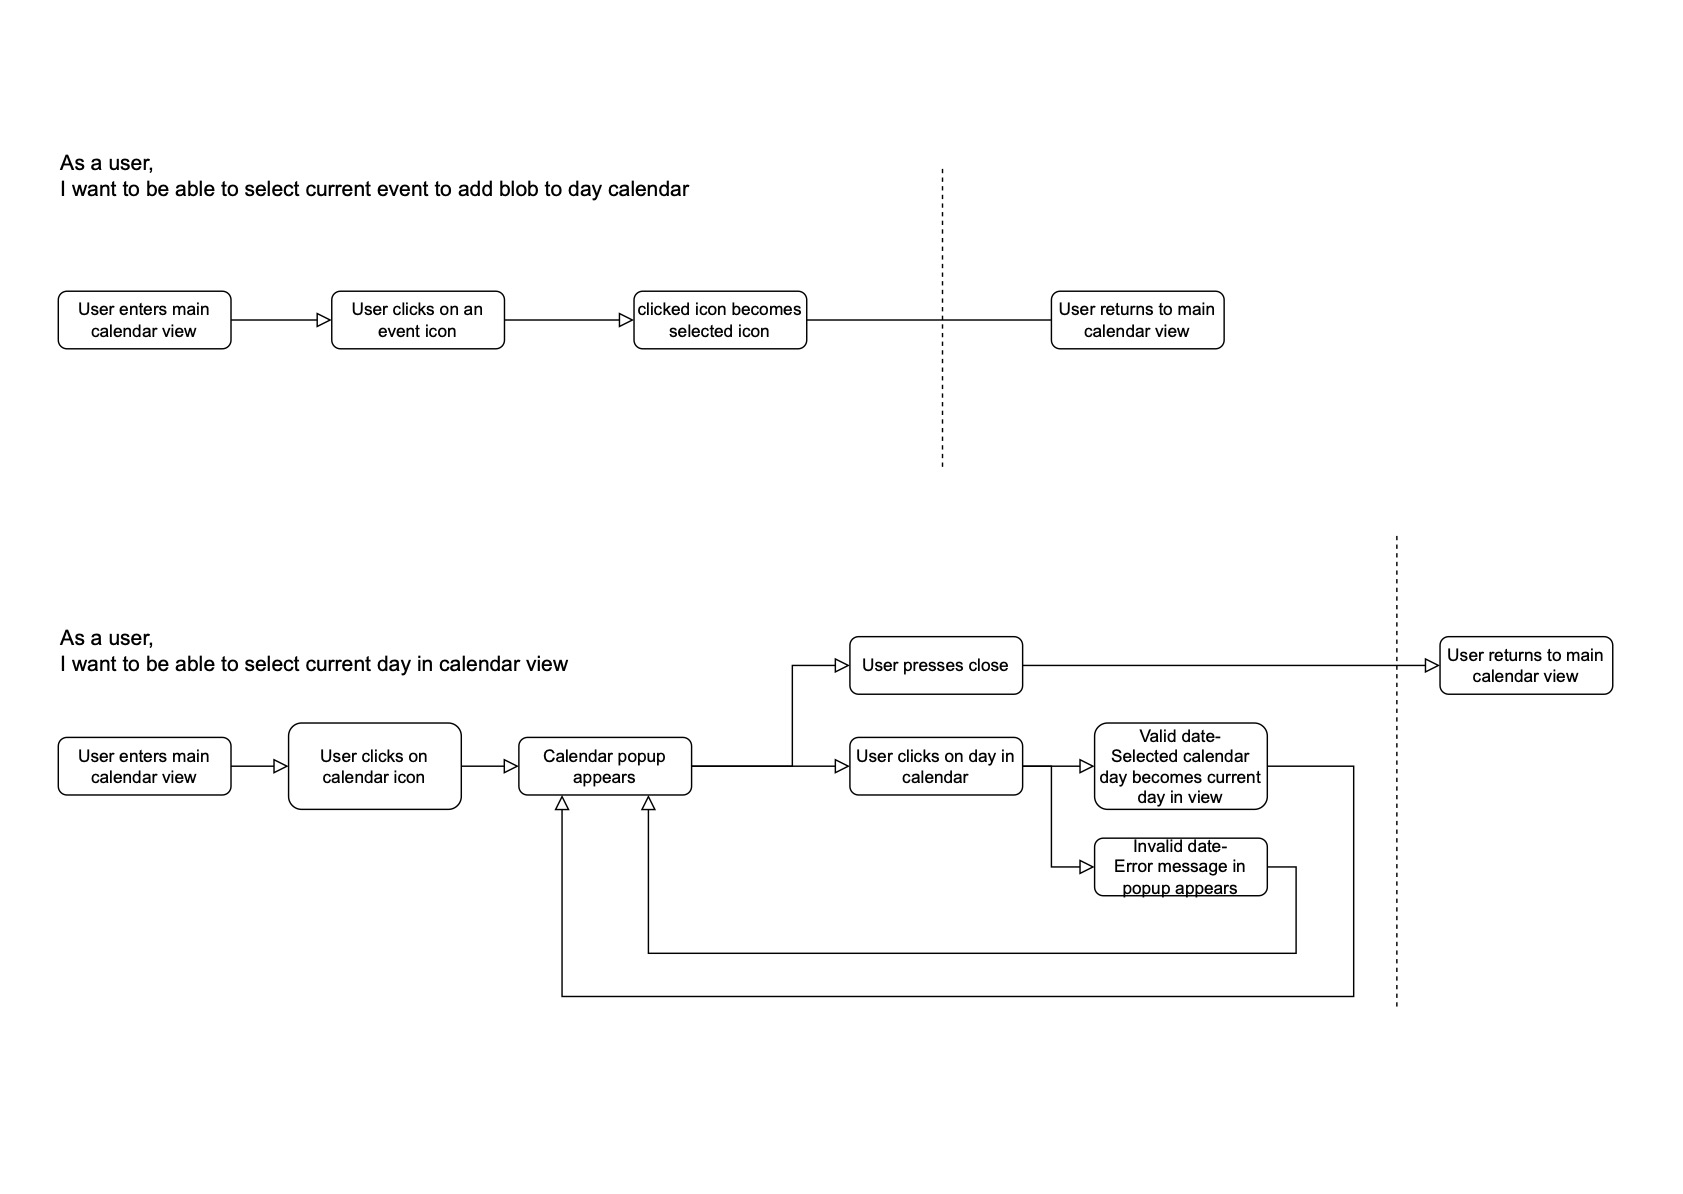 As a user,
I want to be able to select current event to add blob to day calendar
User enters main
calendar view
User clicks on an
event icon
clicked icon becomes
selected icon
User returns to main
calendar view
As a user,
I want to be able to select current day in calendar view
User presses close
User returns to main
calendar view
User enters main
calendar view
User clicks on
calendar icon
Calendar popup
appears
User clicks on day in
calendar
Valid date-
Selected calendar
day becomes current
day in view
Invalid date-
Error message in
popup appears